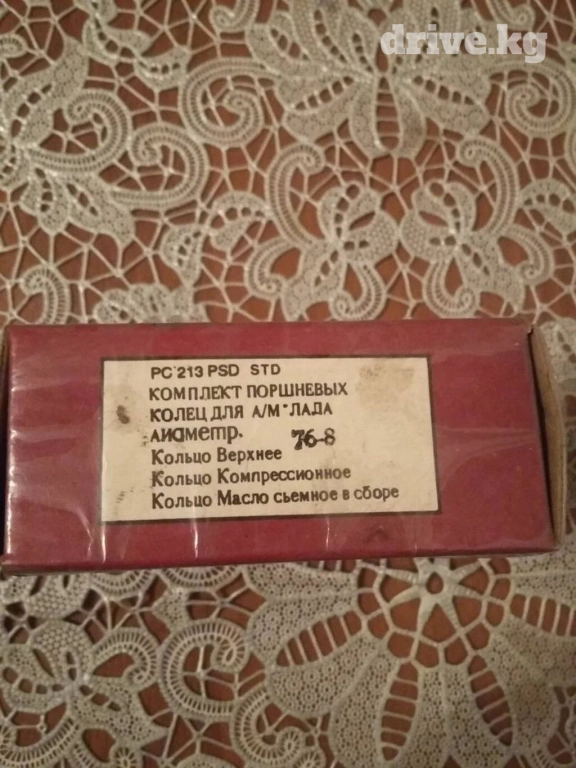 drive.kg
PC 213 PSD STD
КОМПЛЕКТ ПОРШНЕВЫХ
КОЛЕЦ ДЛЯ А/М "ЛАДА
Диаметр. 76-8
Кольцо Верхнее
Кольцо Компрессионное
Кольцо Масло сьемное в сборе